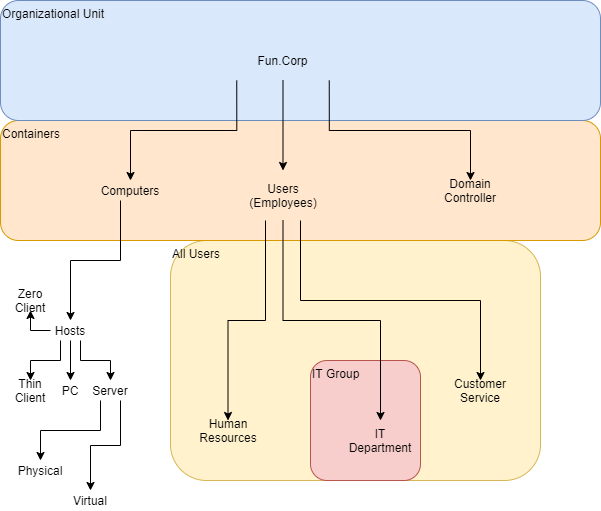 Organizational Unit
Fun.Corp
Containers
Computers
Users
(Employees)
Domain
Controller
All Users
Zero
Client
Hosts
Thin
Client
PC
Server
Physical
Virtual
Human
Resources
IT Group
IT
Department
Customer
Service